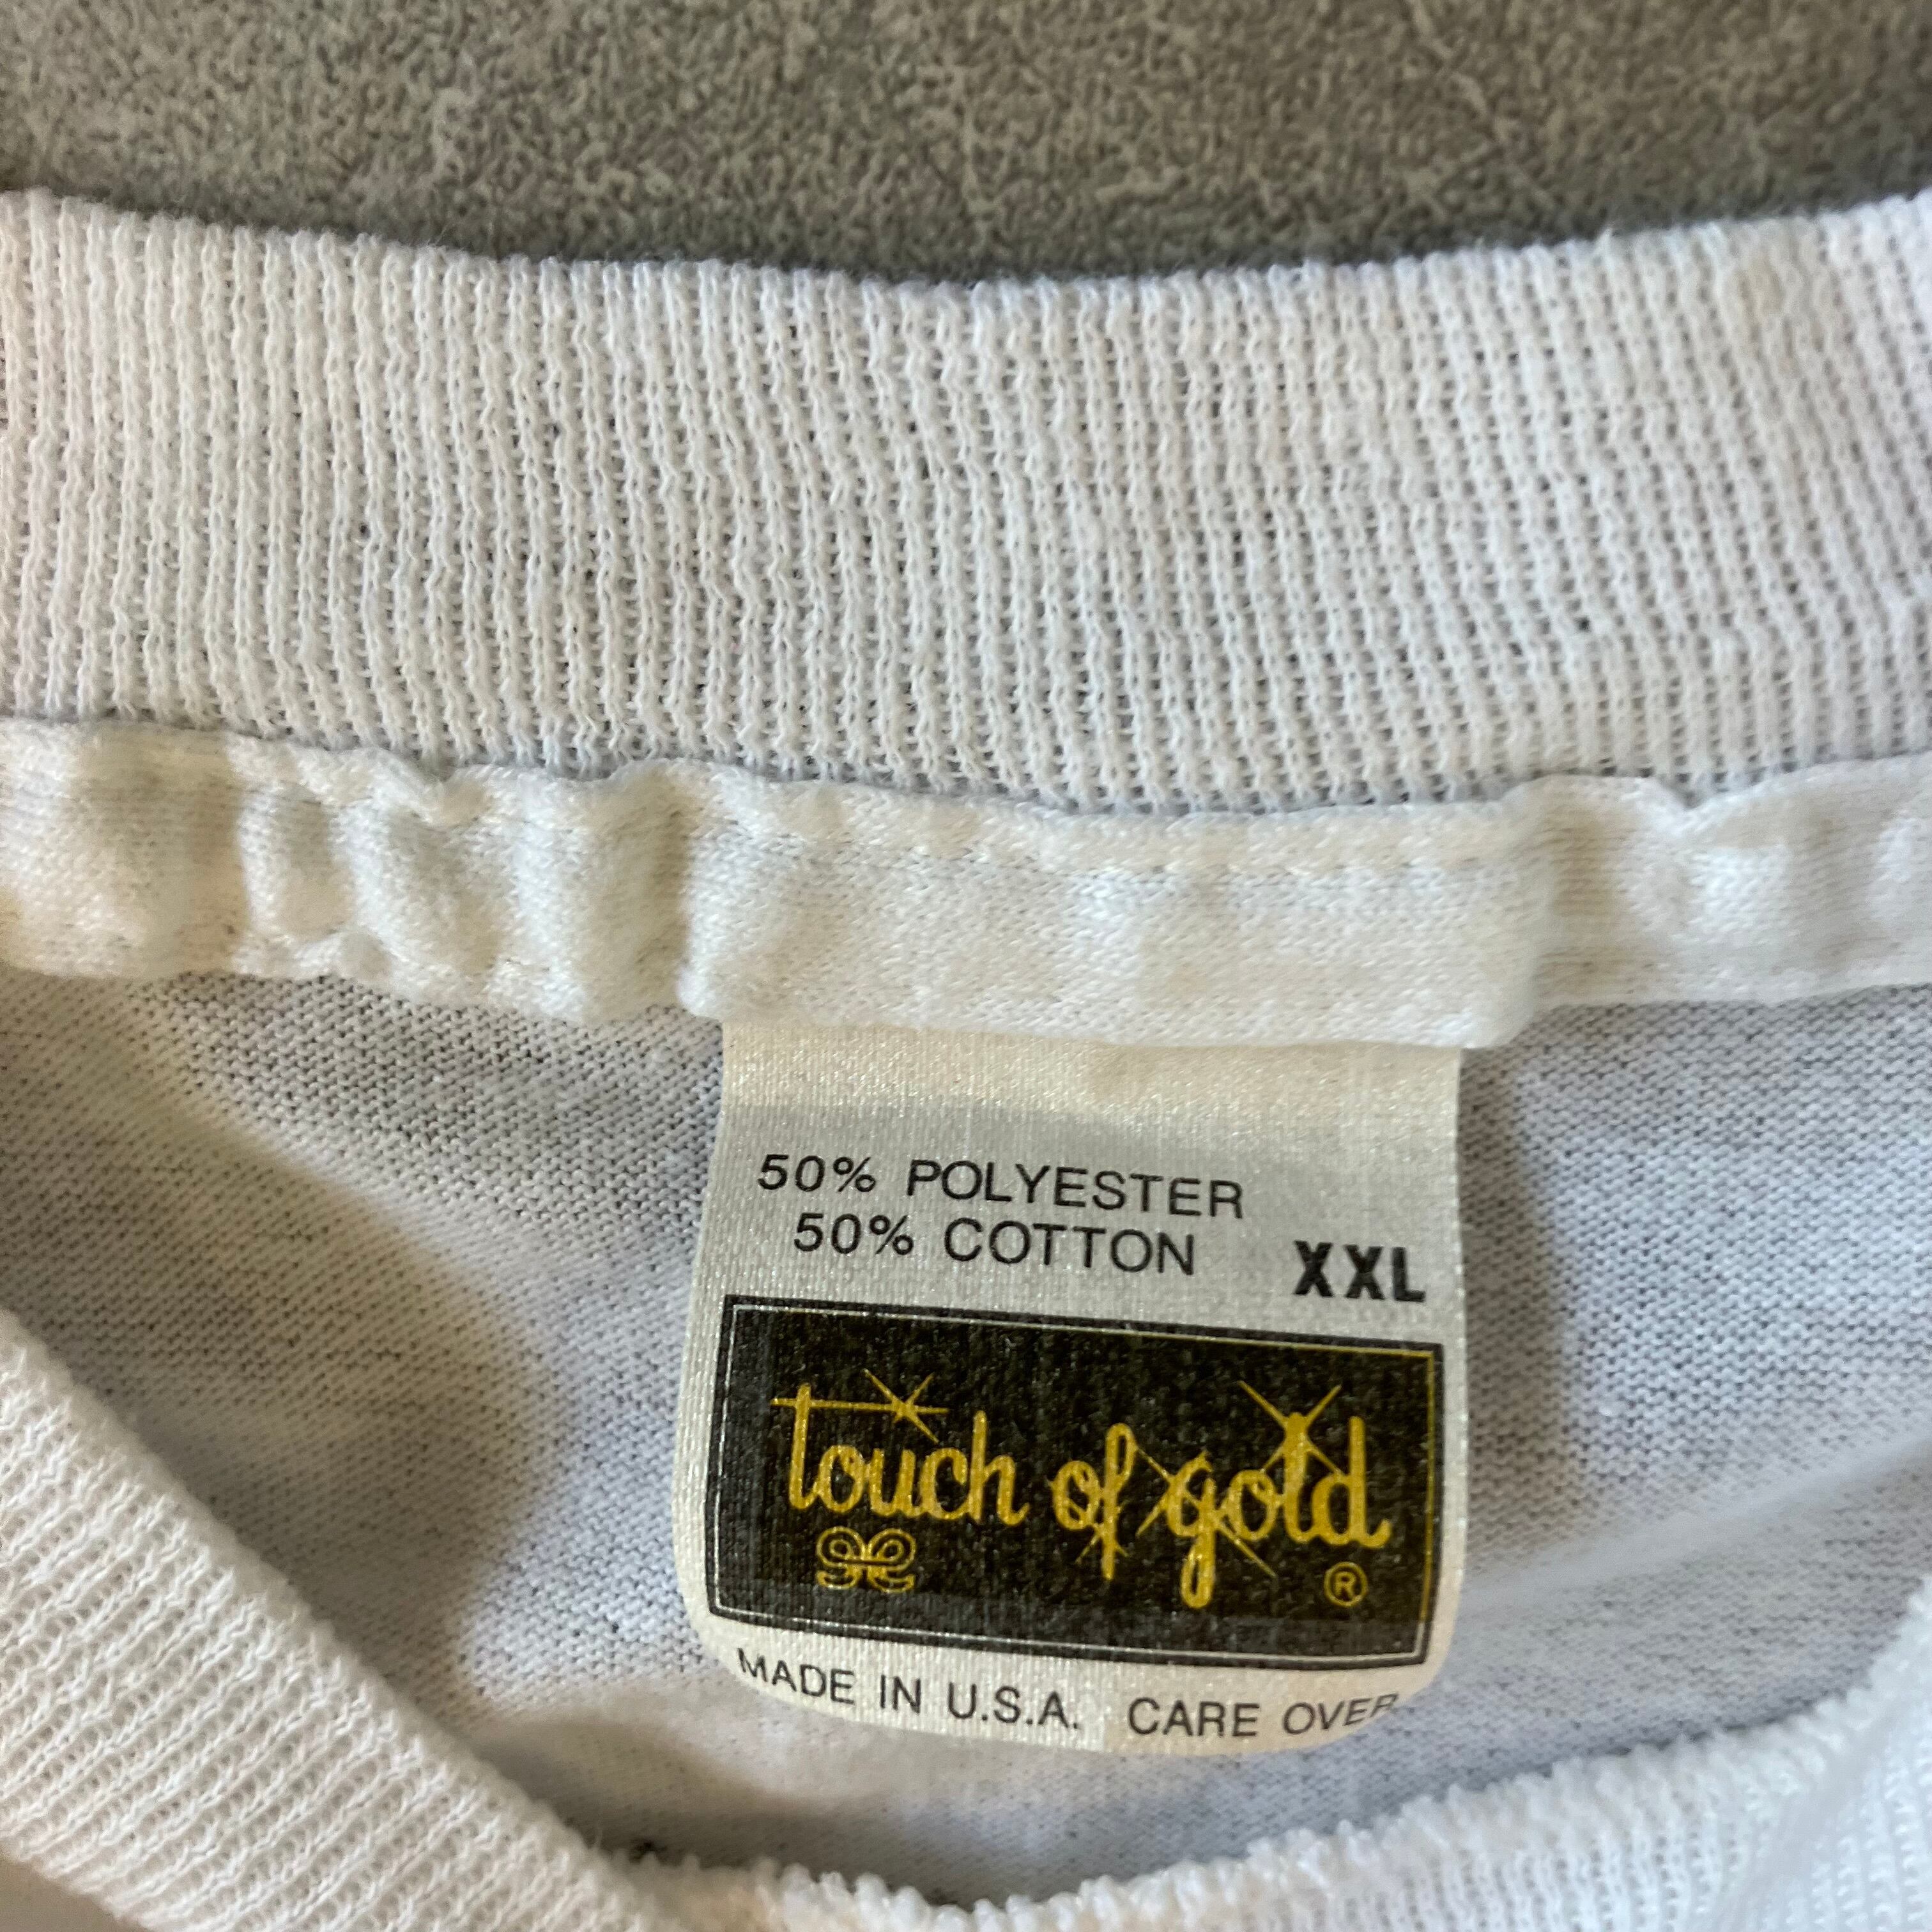 50% POLYESTER
50% COTTON XXL
touch of gold
®
MADE IN U.S.A. CARE OVER